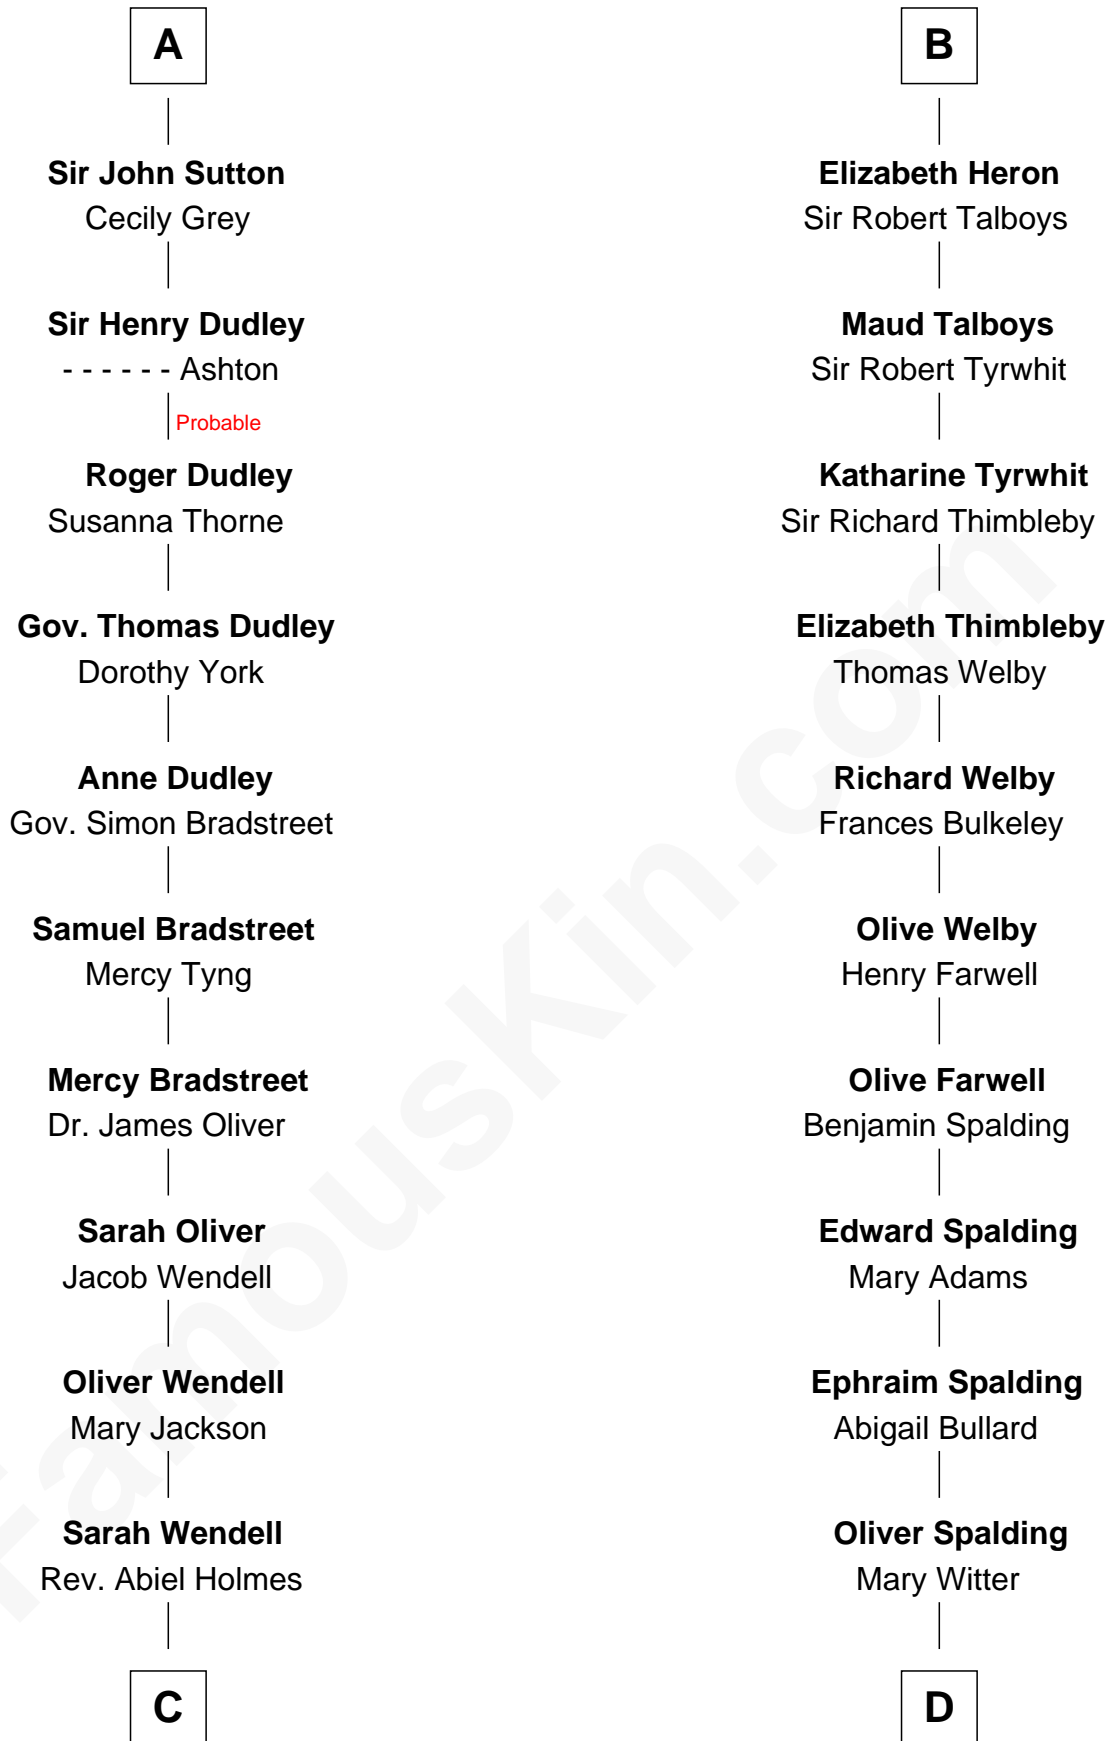 A
Sir John Sutton
Cecily Grey
Sir Henry Dudley
- - - - - - Ashton
Probable
Roger Dudley
Susanna Thorne
Gov. Thomas Dudley
Dorothy York
Anne Dudley
Gov. Simon Bradstreet
Samuel Bradstreet
Mercy Tyng
Mercy Bradstreet
Dr. James Oliver
Sarah Oliver
Jacob Wendell
Oliver Wendell
Mary Jackson
Sarah Wendell
Rev. Abiel Holmes
C
B
Elizabeth Heron
Sir Robert Talboys
Maud Talboys
Sir Robert Tyrwhit
Katharine Tyrwhit
Sir Richard Thimbleby
Elizabeth Thimbleby
Thomas Welby
Richard Welby
Frances Bulkeley
Olive Welby
Henry Farwell
Olive Farwell
Benjamin Spalding
Edward Spalding
Mary Adams
Ephraim Spalding
Abigail Bullard
Oliver Spalding
Mary Witter
D
FamousKin.com